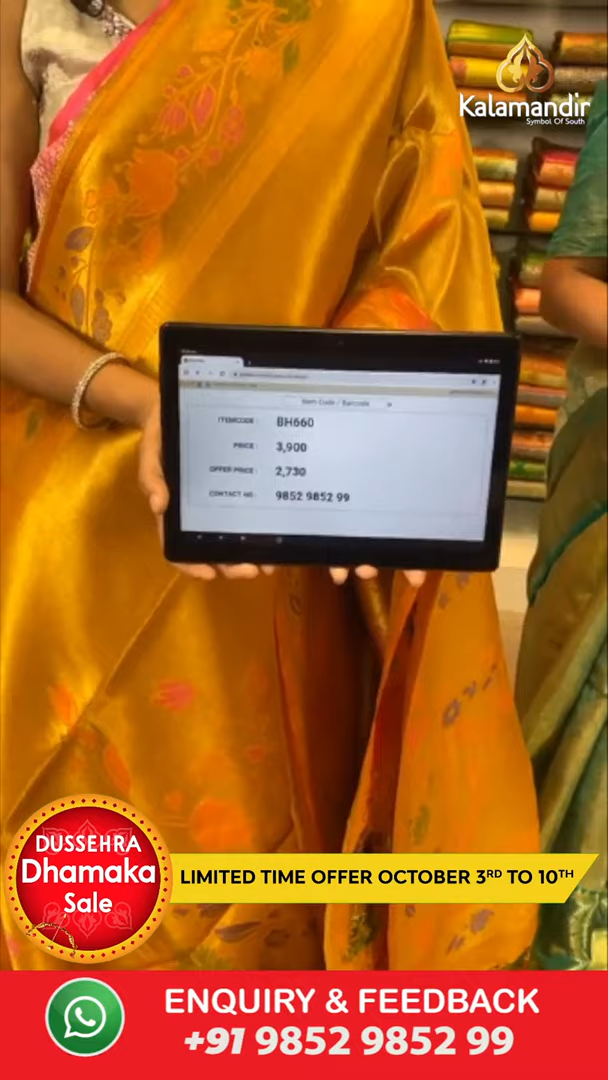 Kalamandir
Symbol Of South
Item Code / Barcode
ITEMCODE : BH660
PRICE : 3,900
OFFER PRICE : 2,730
CONTACT NO : 9852 9852 99
DUSSEHRA
Dhamaka
Sale
LIMITED TIME OFFER OCTOBER 3RD TO 10TH
ENQUIRY & FEEDBACK
+91 9852 9852 99